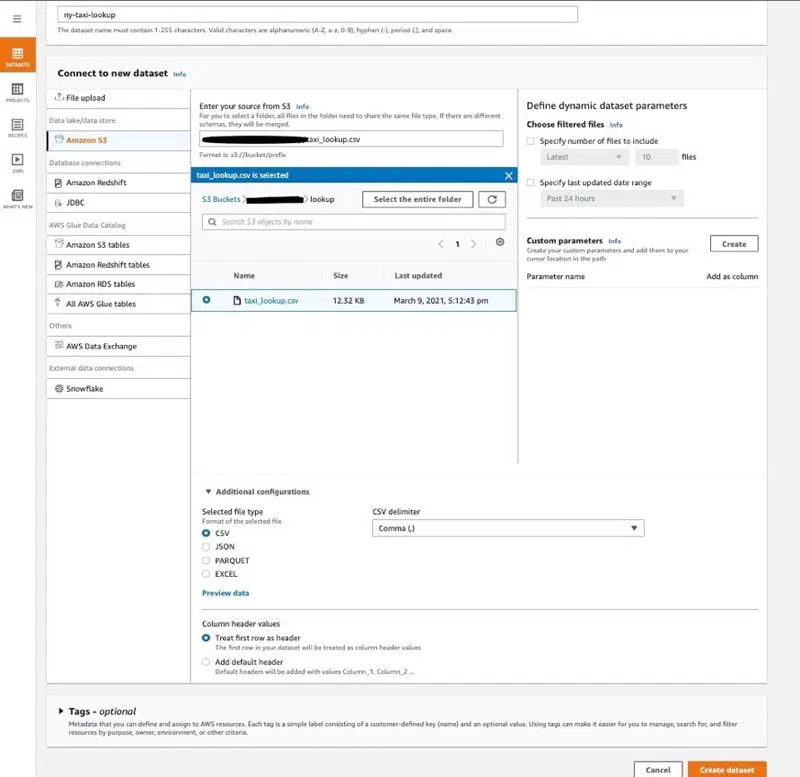 ny-taxi-lookup
The dataset name must contain 1-255 characters. Valid characters are alphanumeric (A-Z, a-z, 0-9), hyphen (-), period (.), and space.
DATASETS
PROJECTS
RECIPES
JOBS
WHAT'S NEW
Connect to new dataset Info
File upload
Data lake/data store
Amazon S3
Database connections
Amazon Redshift
JDBC
AWS Glue Data Catalog
Amazon S3 tables
Amazon Redshift tables
Amazon RDS tables
All AWS Glue tables
Others
AWS Data Exchange
External data connections
Snowflake
Enter your source from S3 Info
For you to select a folder, all files in the folder need to share the same file type. If there are different
schemas, they will be merged.
taxi_lookup.csv
Format is: s3://bucket/prefix
taxi_lookup.csv is selected
S3 Buckets
lookup
Select the entire folder
Search S3 objects by name
1
Name Size Last updated
taxi_lookup.csv 12.32 KB March 9, 2021, 5:12:43 pm
Define dynamic dataset parameters
Choose filtered files Info
Specify number of files to include
Latest 10 files
Specify last updated date range
Past 24 hours
Custom parameters Info
Create your custom parameters and add them to your
cursor location in the path
Create
Parameter name Add as column
Additional configurations
Selected file type
Format of the selected file
CSV
JSON
PARQUET
EXCEL
CSV delimiter
Comma (,)
Preview data
Column header values
Treat first row as header
The first row in your dataset will be treated as column header values
Add default header
Default headers will be added with values Column_1, Column_2 ...
Tags - optional
Metadata that you can define and assign to AWS resources. Each tag is a simple label consisting of a customer-defined key (name) and an optional value. Using tags can make it easier for you to manage, search for, and filter
resources by purpose, owner, environment, or other criteria.
Cancel
Create dataset